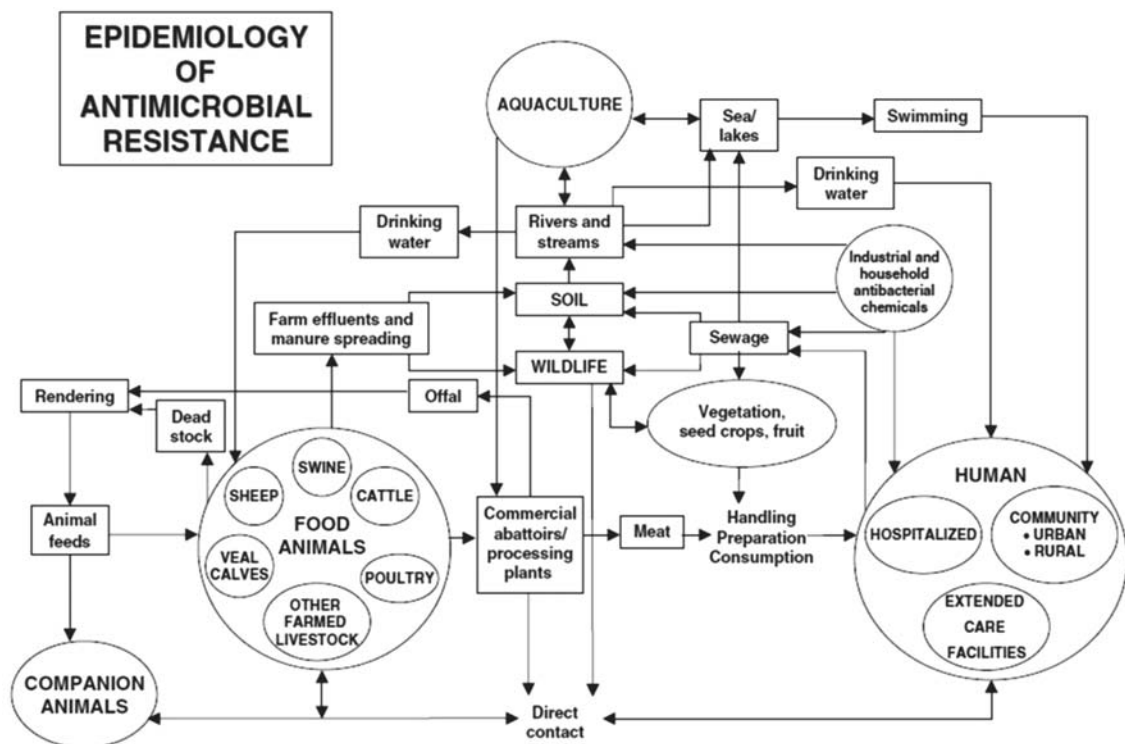 EPIDEMIOLOGY
OF
ANTIMICROBIAL
RESISTANCE
AQUACULTURE
Sea/
lakes
Swimming
Drinking
water
Drinking
water
Rivers and
streams
Industrial and
household
antibacterial
chemicals
SOIL
Farm effluents and
manure spreading
Sewage
WILDLIFE
Rendering
Offal
Dead
stock
Vegetation,
seed crops, fruit
SWINE
SHEEP
CATTLE
FOOD
ANIMALS
VEAL
CALVES
POULTRY
OTHER
FARMED
LIVESTOCK
Animal
feeds
Commercial
abattoirs/
processing
plants
Meat
Handling
Preparation
Consumption
HUMAN
HOSPITALIZED
COMMUNITY
• URBAN
• RURAL
EXTENDED
CARE
FACILITIES
COMPANION
ANIMALS
Direct
contact